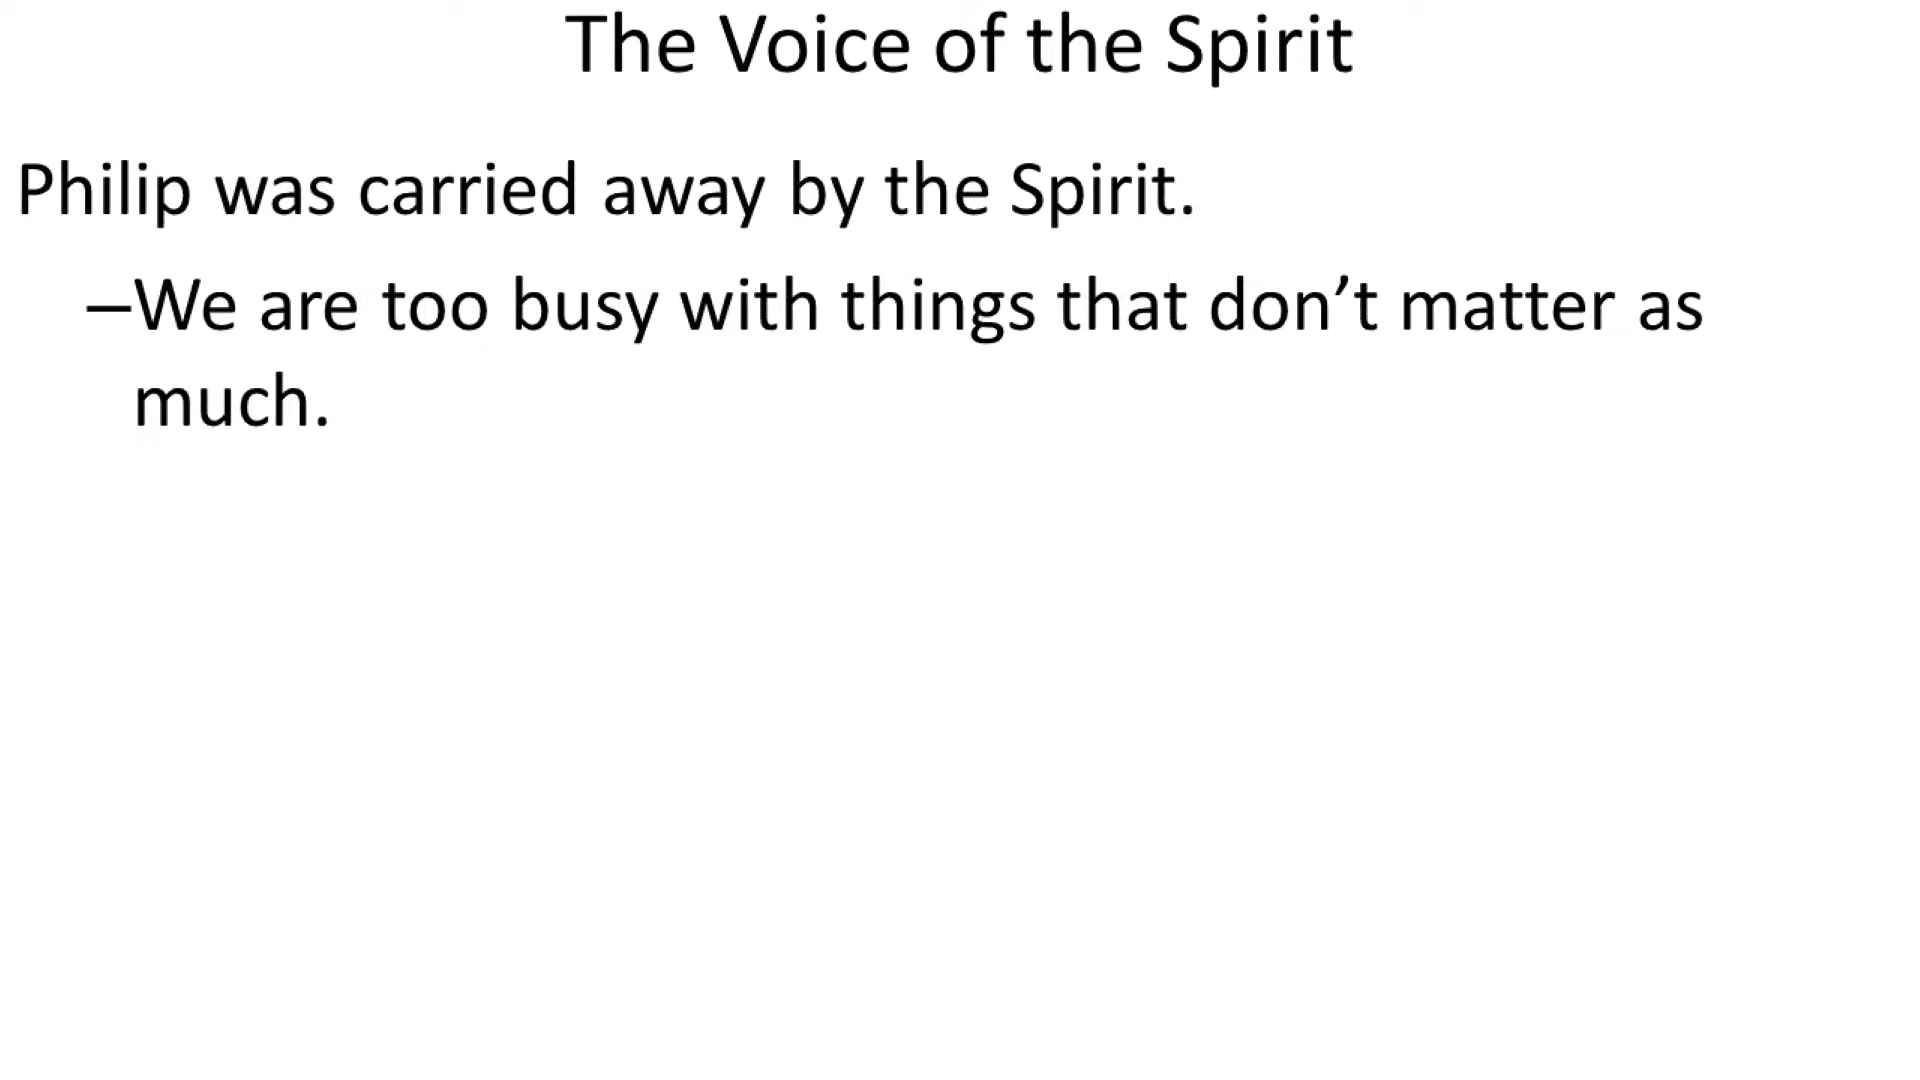 The Voice of the Spirit
Philip was carried away by the Spirit.
–We are too busy with things that don’t matter as
much.